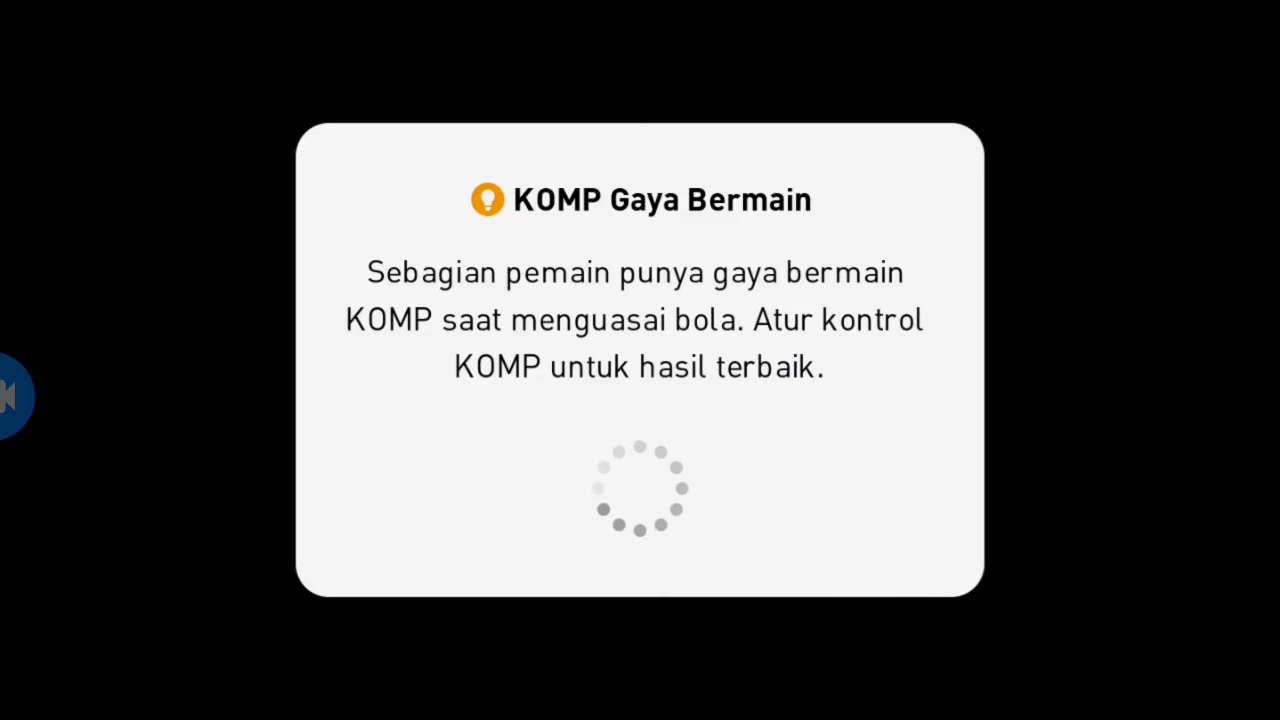 KOMP Gaya Bermain
Sebagian pemain punya gaya bermain
KOMP saat menguasai bola. Atur kontrol
KOMP untuk hasil terbaik.